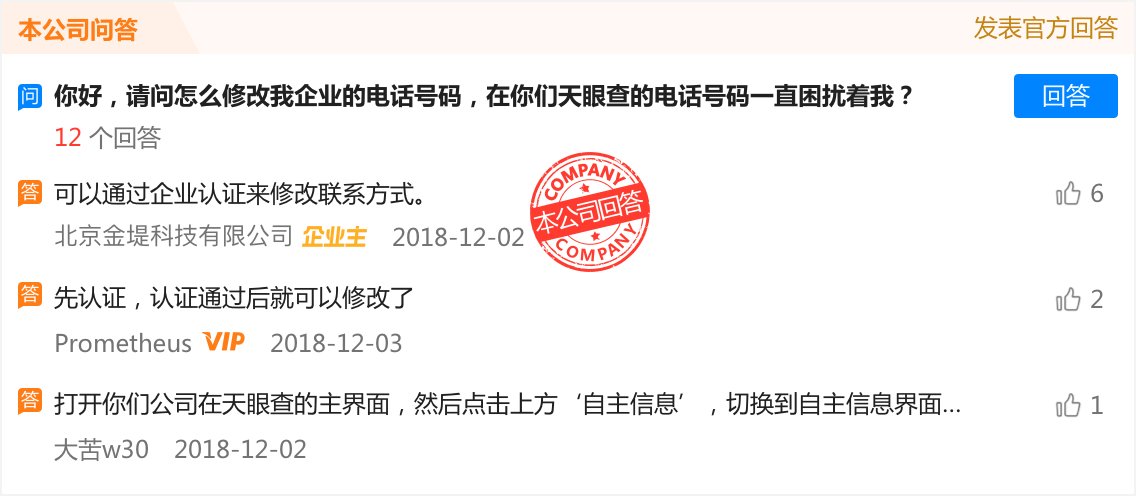 本公司问答
发表官方回答
问 你好，请问怎么修改我企业的电话号码，在你们天眼查的电话号码一直困扰着我？
回答
12 个回答
答 可以通过企业认证来修改联系方式。
6
北京金堤科技有限公司 企业主 2018-12-02
COMPANY
本公司回答
COMPANY
答 先认证，认证通过后就可以修改了
2
Prometheus VIP 2018-12-03
答 打开你们公司在天眼查的主界面，然后点击上方‘自主信息’，切换到自主信息界面...
1
大苦w30 2018-12-02